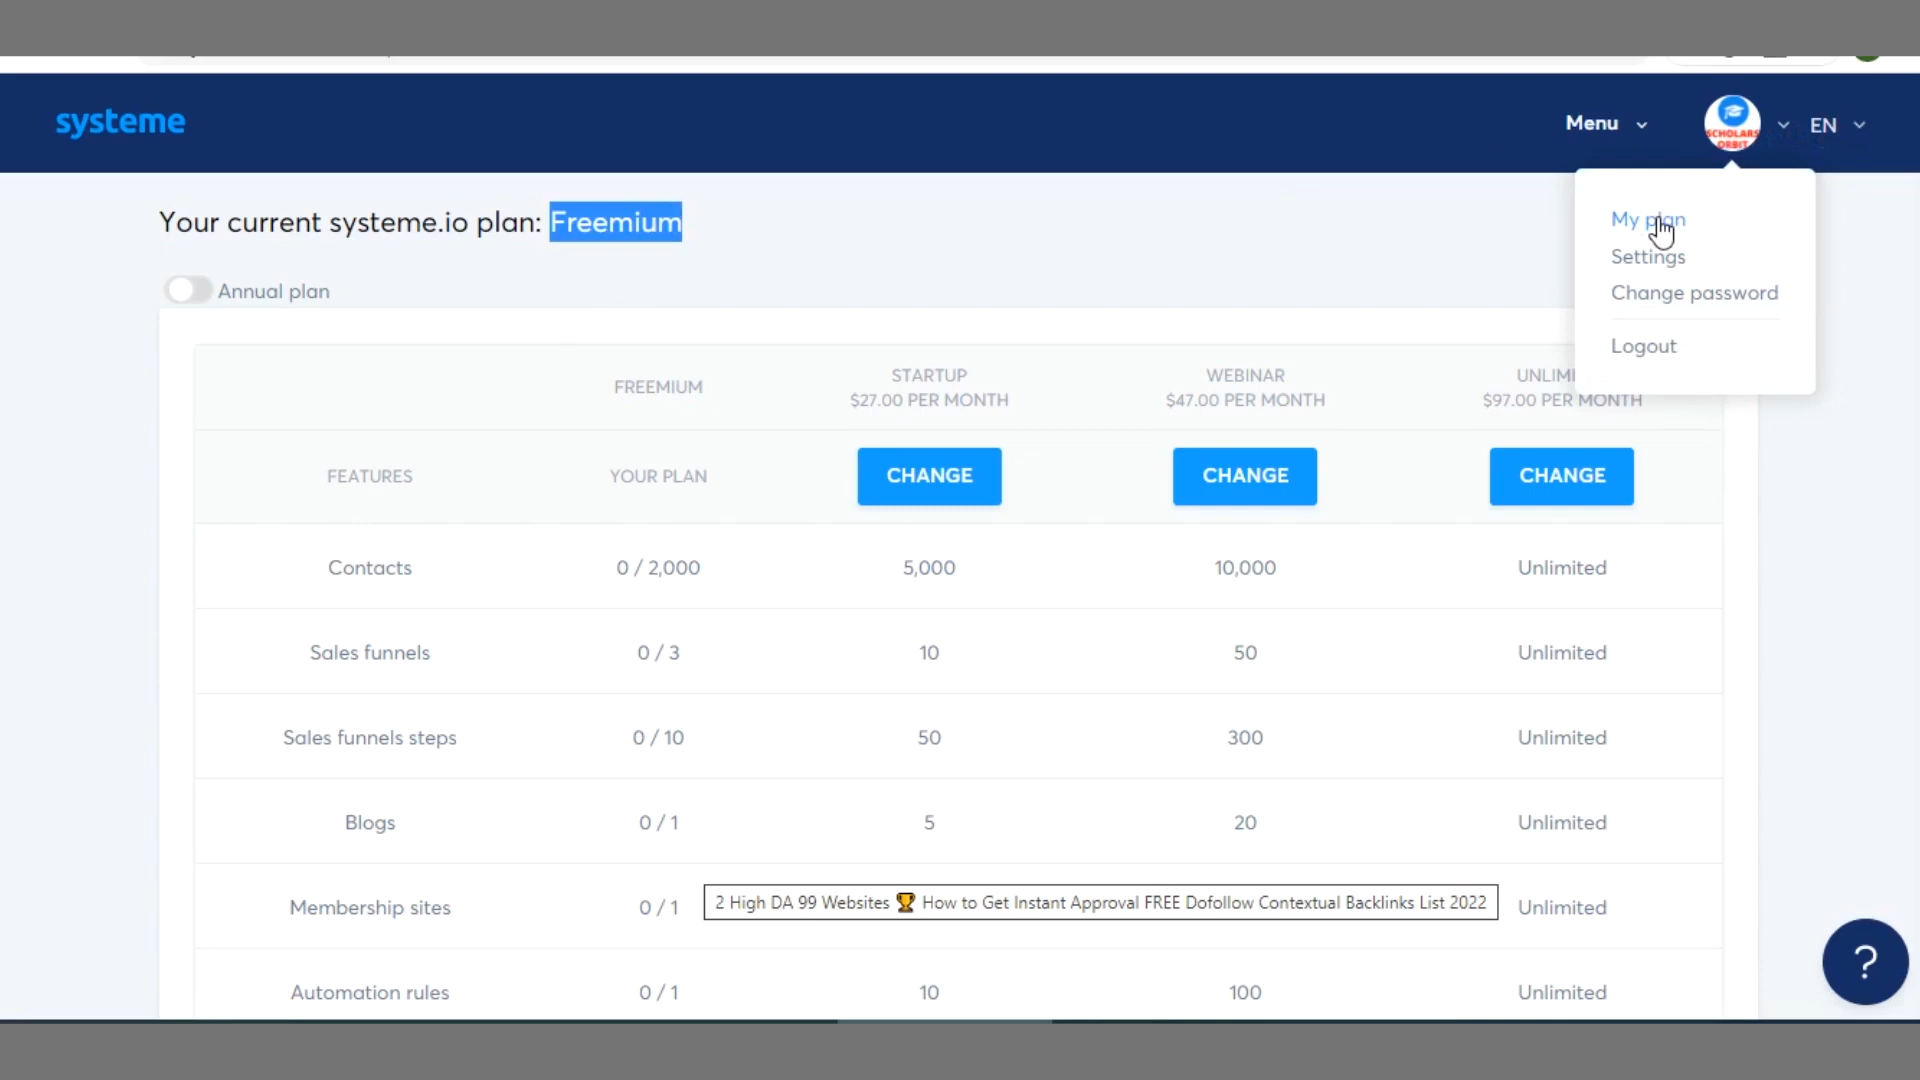 systeme
Menu
SCHOLARS
ORBIT
EN
Your current systeme.io plan: Freemium
My plan
Settings
Change password
Logout
Annual plan
FREEMIUM
STARTUP
$27.00 PER MONTH
WEBINAR
$47.00 PER MONTH
UNLIMI
$97.00 PER MONTH
FEATURES YOUR PLAN CHANGE CHANGE CHANGE
Contacts 0 / 2,000 5,000 10,000 Unlimited
Sales funnels 0 / 3 10 50 Unlimited
Sales funnels steps 0 / 10 50 300 Unlimited
Blogs 0 / 1 5 20 Unlimited
Membership sites 0 / 1 2 High DA 99 Websites 🏆 How to Get Instant Approval FREE Dofollow Contextual Backlinks List 2022 Unlimited
Automation rules 0 / 1 10 100 Unlimited
?